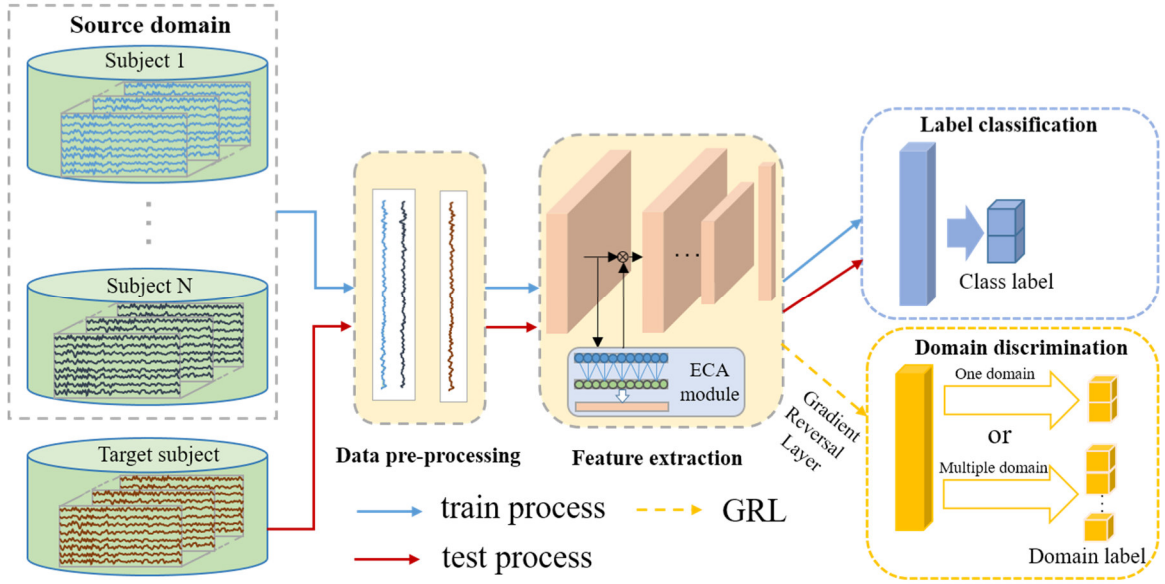 Source domain
Subject 1
Subject N
Target subject
Data pre-processing
Feature extraction
ECA
module
Label classification
Class label
Domain discrimination
One domain
or
Multiple domain
Domain label
Gradient
Reversal
Layer
train process
GRL
test process